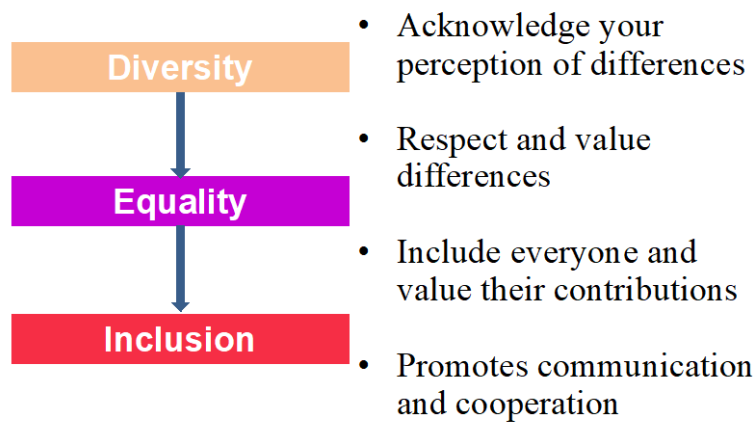 Diversity
Equality
Inclusion
• Acknowledge your
perception of differences
• Respect and value
differences
• Include everyone and
value their contributions
• Promotes communication
and cooperation